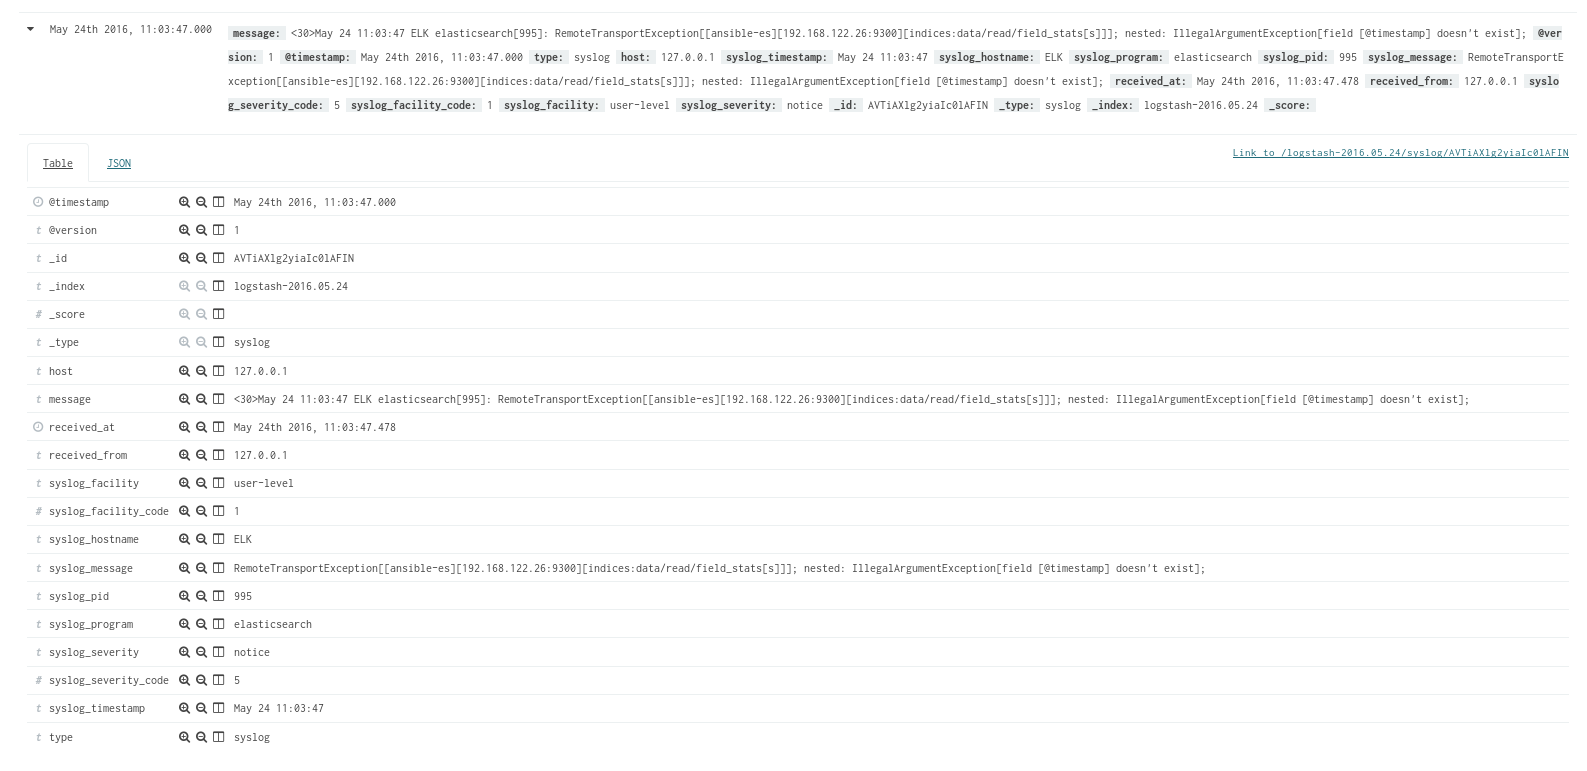 May 24th 2016, 11:03:47.000 message: <30>May 24 11:03:47 ELK elasticsearch[995]: RemoteTransportException[[ansible-es][192.168.122.26:9300][indices:data/read/field_stats[s]]]; nested: IllegalArgumentException[field [@timestamp] doesn't exist]; @ver
sion: 1 @timestamp: May 24th 2016, 11:03:47.000 type: syslog host: 127.0.0.1 syslog_timestamp: May 24 11:03:47 syslog_hostname: ELK syslog_program: elasticsearch syslog_pid: 995 syslog_message: RemoteTransportE
xception[[ansible-es][192.168.122.26:9300][indices:data/read/field_stats[s]]]; nested: IllegalArgumentException[field [@timestamp] doesn't exist]; received_at: May 24th 2016, 11:03:47.478 received_from: 127.0.0.1 syslo
g_severity_code: 5 syslog_facility_code: 1 syslog_facility: user-level syslog_severity: notice _id: AVTiAXlg2yiaIc0lAFIN _type: syslog _index: logstash-2016.05.24 _score:
Table JSON Link to /logstash-2016.05.24/syslog/AVTiAXlg2yiaIc0lAFIN
@timestamp May 24th 2016, 11:03:47.000
t @version 1
t _id AVTiAXlg2yiaIc0lAFIN
t _index logstash-2016.05.24
# _score
t _type syslog
t host 127.0.0.1
t message <30>May 24 11:03:47 ELK elasticsearch[995]: RemoteTransportException[[ansible-es][192.168.122.26:9300][indices:data/read/field_stats[s]]]; nested: IllegalArgumentException[field [@timestamp] doesn't exist];
received_at May 24th 2016, 11:03:47.478
t received_from 127.0.0.1
t syslog_facility user-level
# syslog_facility_code 1
t syslog_hostname ELK
t syslog_message RemoteTransportException[[ansible-es][192.168.122.26:9300][indices:data/read/field_stats[s]]]; nested: IllegalArgumentException[field [@timestamp] doesn't exist];
t syslog_pid 995
t syslog_program elasticsearch
t syslog_severity notice
# syslog_severity_code 5
t syslog_timestamp May 24 11:03:47
t type syslog